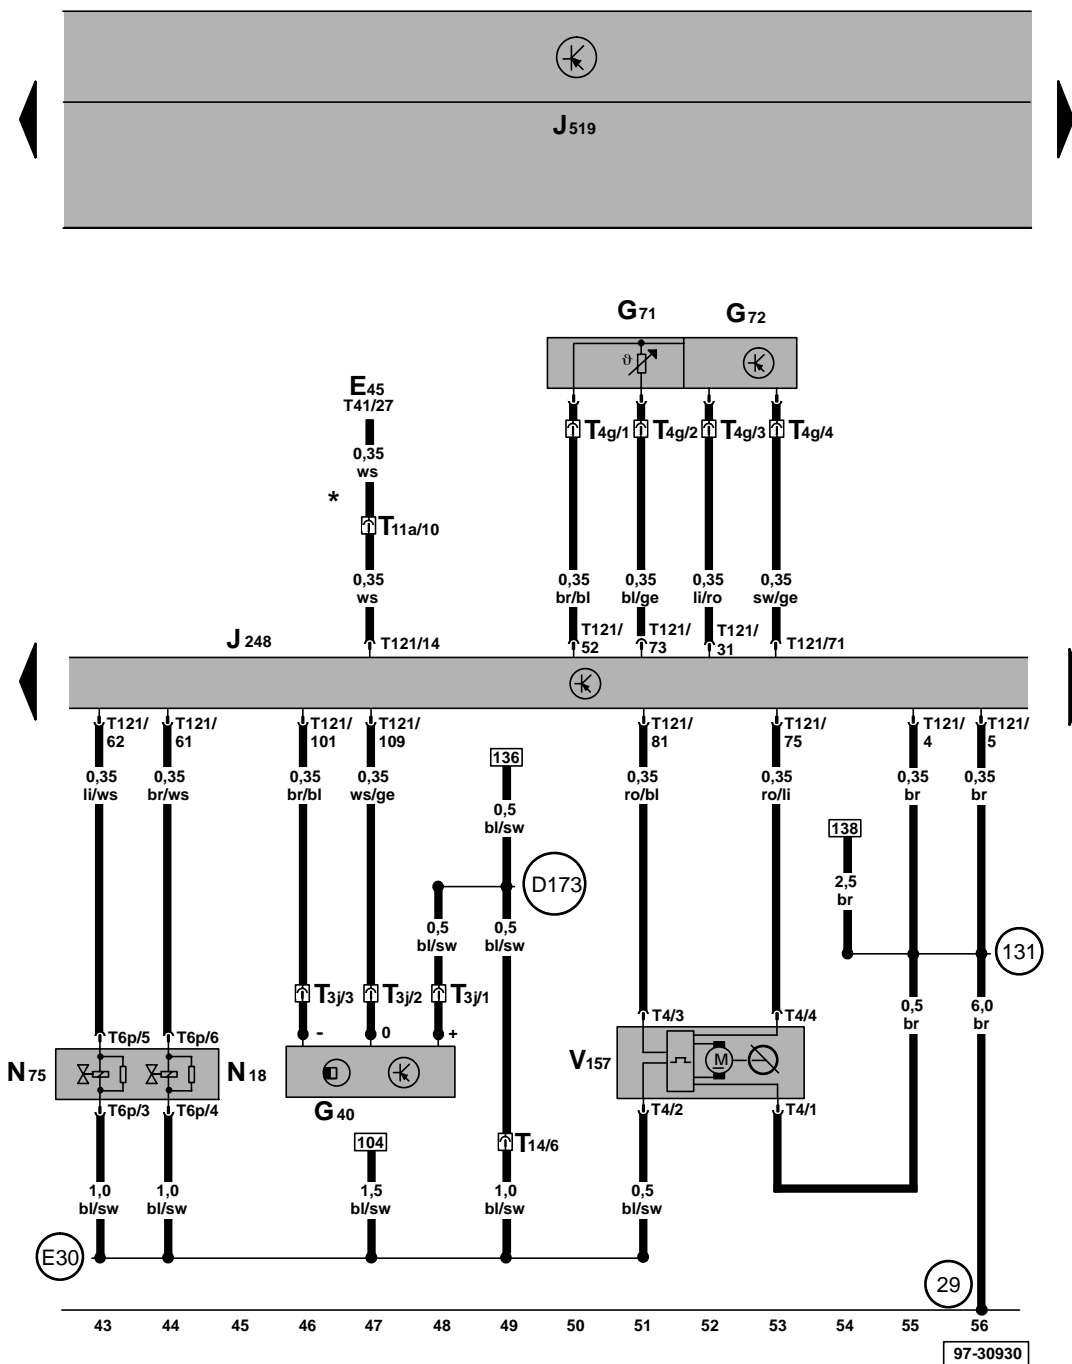 J519
G71 G72
E45
T41/27
0,35
ws
*
T11a/10
0,35
ws
T4g/1 T4g/2 T4g/3 T4g/4
ϑ
0,35 0,35 0,35 0,35
br/bl bl/ge li/ro sw/ge
J248
T121/14
T121/ T121/ T121/ T121/71
52 73 31
T121/ T121/ T121/ T121/ T121/ T121/ T121/ T121/
62 61 101 109 81 75 4 5
136
0,35 0,35 0,35 0,35 0,35 0,35 0,35 0,35
li/ws br/ws br/bl ws/ge ro/bl ro/li br br
0,5
bl/sw
138
2,5
br
D173
0,5 0,5
bl/sw bl/sw
131
T3j/3 T3j/2 T3j/1
0,5 6,0
br br
T4/3 T4/4
- 0 +
T6p/5 T6p/6
N75 N18
V157
M
G40
T6p/3 T6p/4
T4/2 T4/1
104
T14/6
1,0 1,0 1,5 1,0 0,5
bl/sw bl/sw bl/sw bl/sw bl/sw
E30
29
43 44 45 46 47 48 49 50 51 52 53 54 55 56
97-30930